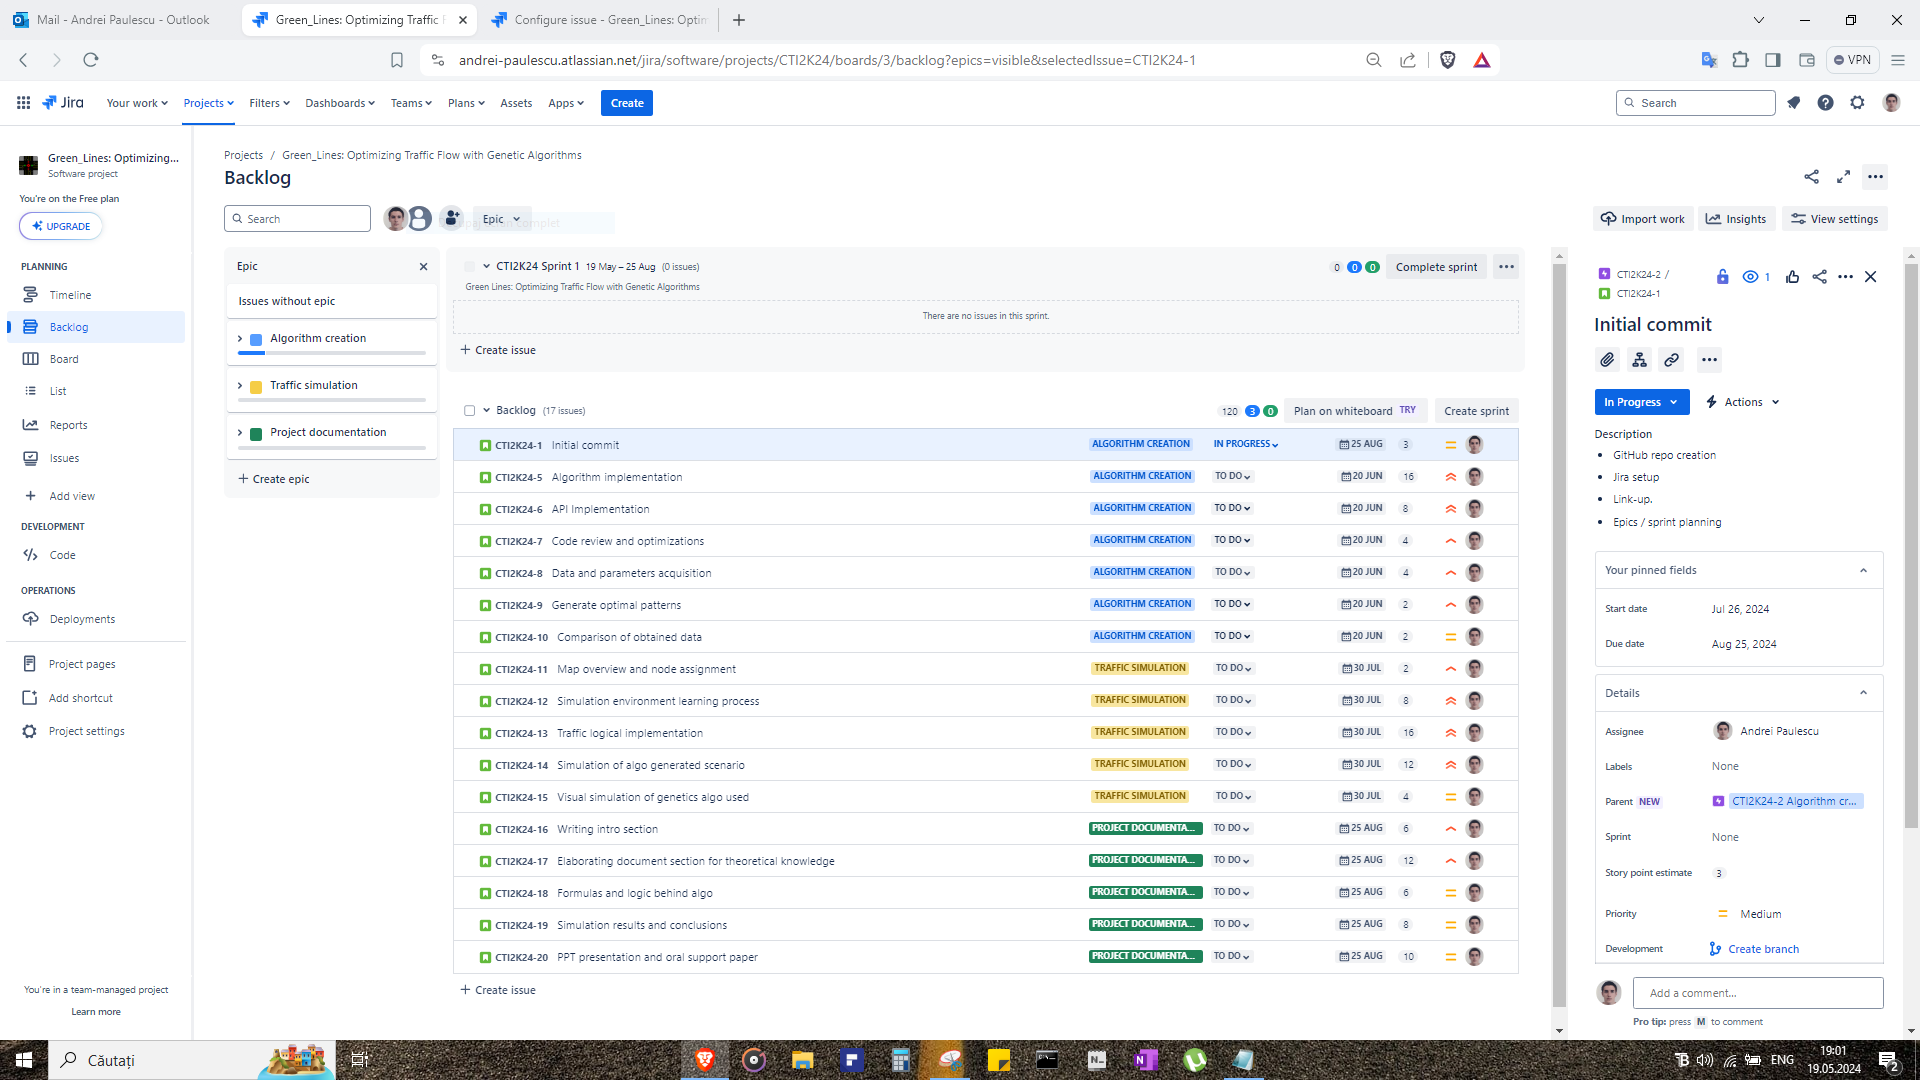 Mail - Andrei Paulescu - Outlook
Green_Lines: Optimizing Traffic F
Configure issue - Green_Lines: Optim
andrei-paulescu.atlassian.net/jira/software/projects/CTI2K24/boards/3/backlog?epics=visible&selectedIssue=CTI2K24-1
VPN
Jira
Your work
Projects
Filters
Dashboards
Teams
Plans
Assets
Apps
Create
Search
Green_Lines: Optimizing...
Software project
You're on the Free plan
UPGRADE
PLANNING
Timeline
Backlog
Board
List
Reports
Issues
Add view
DEVELOPMENT
Code
OPERATIONS
Deployments
Project pages
Add shortcut
Project settings
You're in a team-managed project
Learn more
Projects / Green_Lines: Optimizing Traffic Flow with Genetic Algorithms
Backlog
Search
Epic
Import work
Insights
View settings
Epic
Issues without epic
Algorithm creation
Traffic simulation
Project documentation
Create epic
CTI2K24 Sprint 1 19 May – 25 Aug (0 issues)
0 0 0 Complete sprint
Green Lines: Optimizing Traffic Flow with Genetic Algorithms
There are no issues in this sprint.
Create issue
Backlog (17 issues)
120 3 0 Plan on whiteboard TRY Create sprint
CTI2K24-1 Initial commit ALGORITHM CREATION IN PROGRESS 25 AUG 3
CTI2K24-5 Algorithm implementation ALGORITHM CREATION TO DO 20 JUN 16
CTI2K24-6 API Implementation ALGORITHM CREATION TO DO 20 JUN 8
CTI2K24-7 Code review and optimizations ALGORITHM CREATION TO DO 20 JUN 4
CTI2K24-8 Data and parameters acquisition ALGORITHM CREATION TO DO 20 JUN 4
CTI2K24-9 Generate optimal patterns ALGORITHM CREATION TO DO 20 JUN 2
CTI2K24-10 Comparison of obtained data ALGORITHM CREATION TO DO 20 JUN 2
CTI2K24-11 Map overview and node assignment TRAFFIC SIMULATION TO DO 30 JUL 2
CTI2K24-12 Simulation environment learning process TRAFFIC SIMULATION TO DO 30 JUL 8
CTI2K24-13 Traffic logical implementation TRAFFIC SIMULATION TO DO 30 JUL 16
CTI2K24-14 Simulation of algo generated scenario TRAFFIC SIMULATION TO DO 30 JUL 12
CTI2K24-15 Visual simulation of genetics algo used TRAFFIC SIMULATION TO DO 30 JUL 4
CTI2K24-16 Writing intro section PROJECT DOCUMENTA... TO DO 25 AUG 6
CTI2K24-17 Elaborating document section for theoretical knowledge PROJECT DOCUMENTA... TO DO 25 AUG 12
CTI2K24-18 Formulas and logic behind algo PROJECT DOCUMENTA... TO DO 25 AUG 6
CTI2K24-19 Simulation results and conclusions PROJECT DOCUMENTA... TO DO 25 AUG 8
CTI2K24-20 PPT presentation and oral support paper PROJECT DOCUMENTA... TO DO 25 AUG 10
Create issue
CTI2K24-2 /
CTI2K24-1
1
Initial commit
In Progress
Actions
Description
• GitHub repo creation
• Jira setup
• Link-up.
• Epics / sprint planning
Your pinned fields
Start date Jul 26, 2024
Due date Aug 25, 2024
Details
Assignee Andrei Paulescu
Labels None
Parent NEW CTI2K24-2 Algorithm cr...
Sprint None
Story point estimate 3
Priority Medium
Development Create branch
Add a comment...
Pro tip: press M to comment
Căutați
ENG
19:01
19.05.2024
2